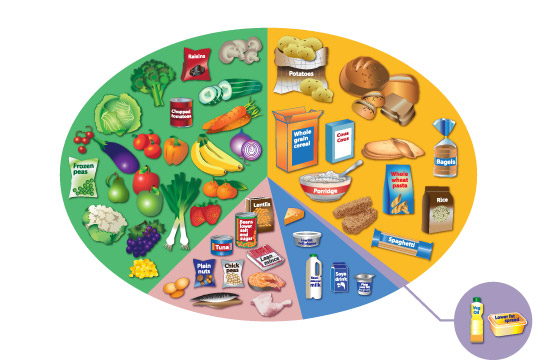 Raisins
Potatoes
Chopped
tomatoes
Whole
grain
cereal
Cous
Cous
Bagels
Frozen
peas
Porridge
Whole
wheat
pasta
Rice
Lentils
Beans
lower
salt
and
sugar
Spaghetti
Tuna
Lean
mince
Plain
nuts
Chick
peas
milk
Soya
drink
Veg
Oil
Lower fat
spread